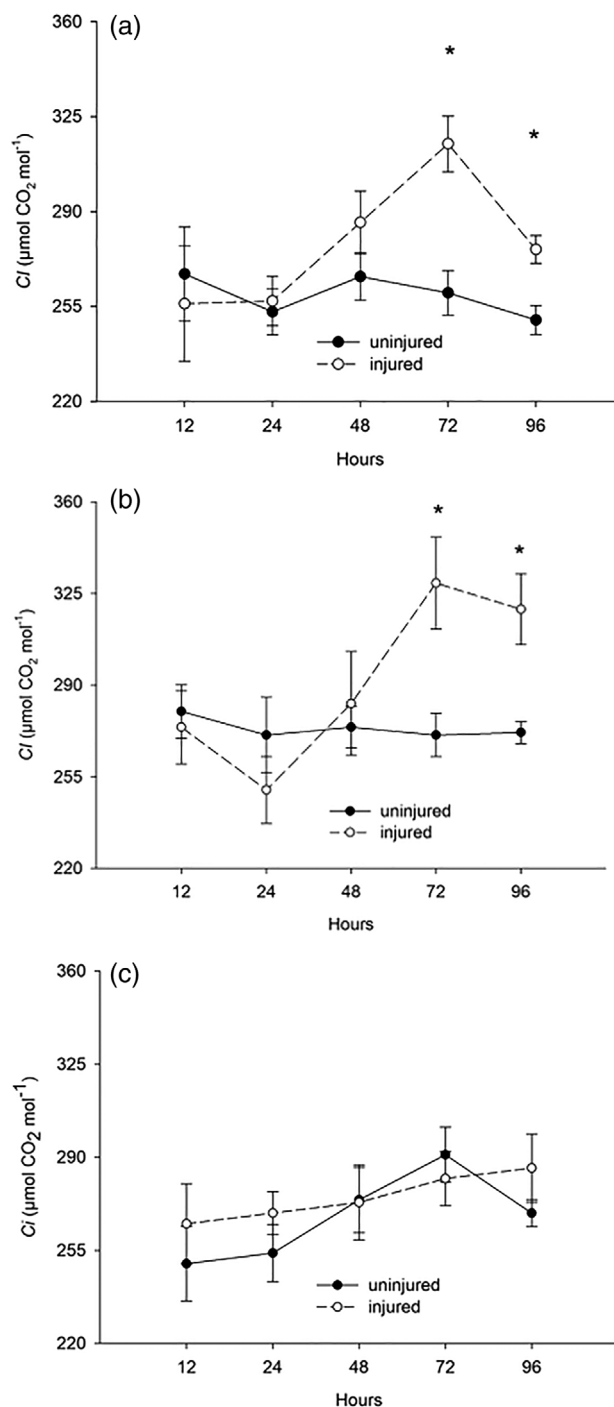 (a)
360
*
325
*
290
255
220
CI (μmol CO₂ mol⁻¹)
uninjured
injured
12 24 48 72 96
Hours
(b)
360
*
*
325
290
255
220
CI (μmol CO₂ mol⁻¹)
uninjured
injured
12 24 48 72 96
Hours
(c)
360
325
290
255
220
Ci (μmol CO2 mol⁻¹)
uninjured
injured
12 24 48 72 96
Hours